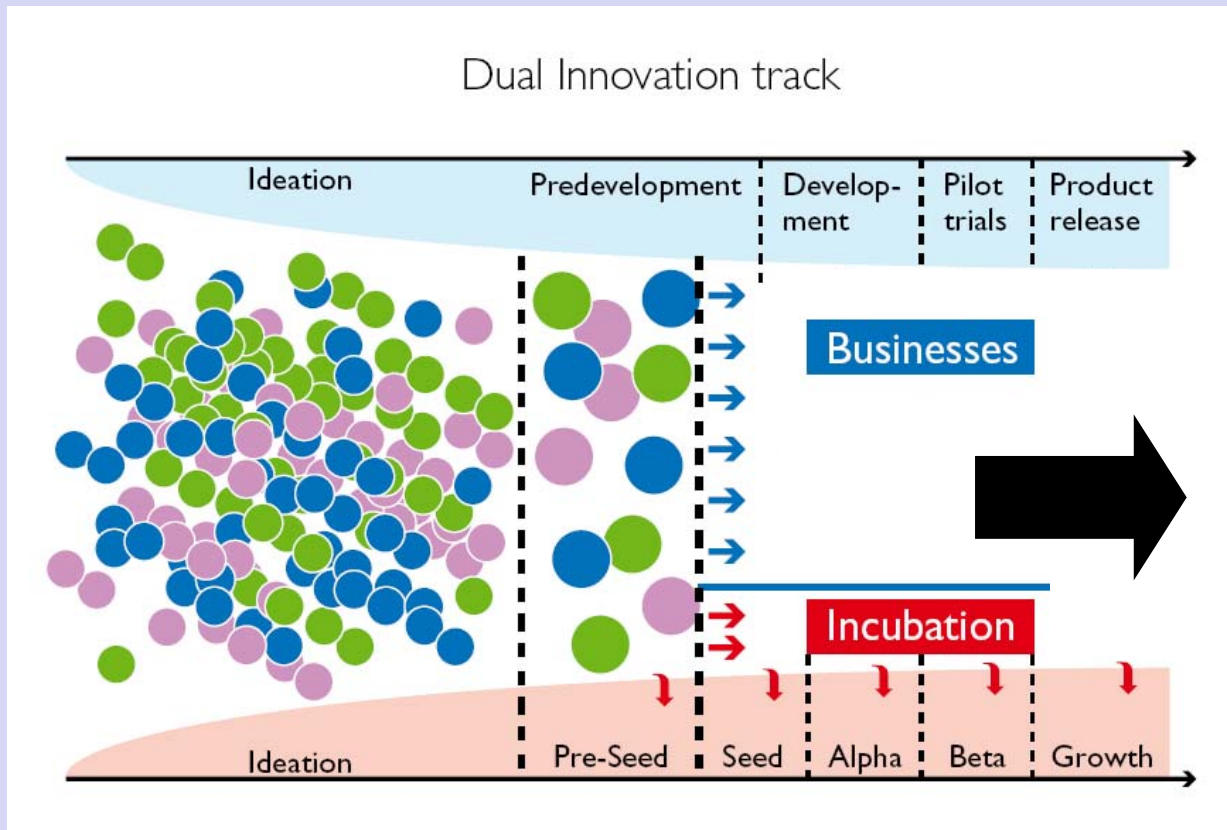 Dual Innovation track
Ideation
Predevelopment
Develop-
ment
Pilot
trials
Product
release
Businesses
Incubation
Ideation
Pre-Seed
Seed
Alpha
Beta
Growth